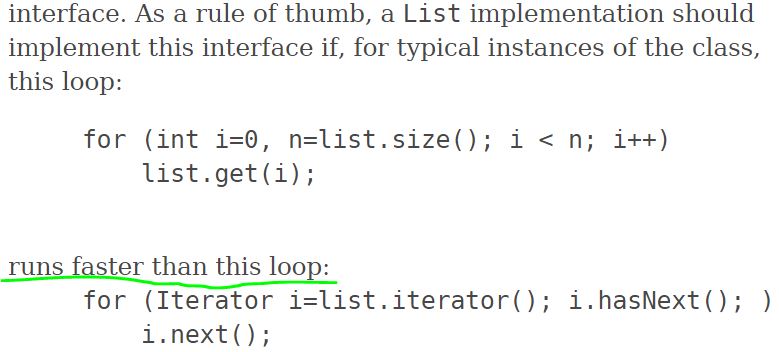 interface. As a rule of thumb, a List implementation should
implement this interface if, for typical instances of the class,
this loop:
for (int i=0, n=list.size(); i < n; i++)
list.get(i);
runs faster than this loop:
for (Iterator i=list.iterator(); i.hasNext(); )
i.next();